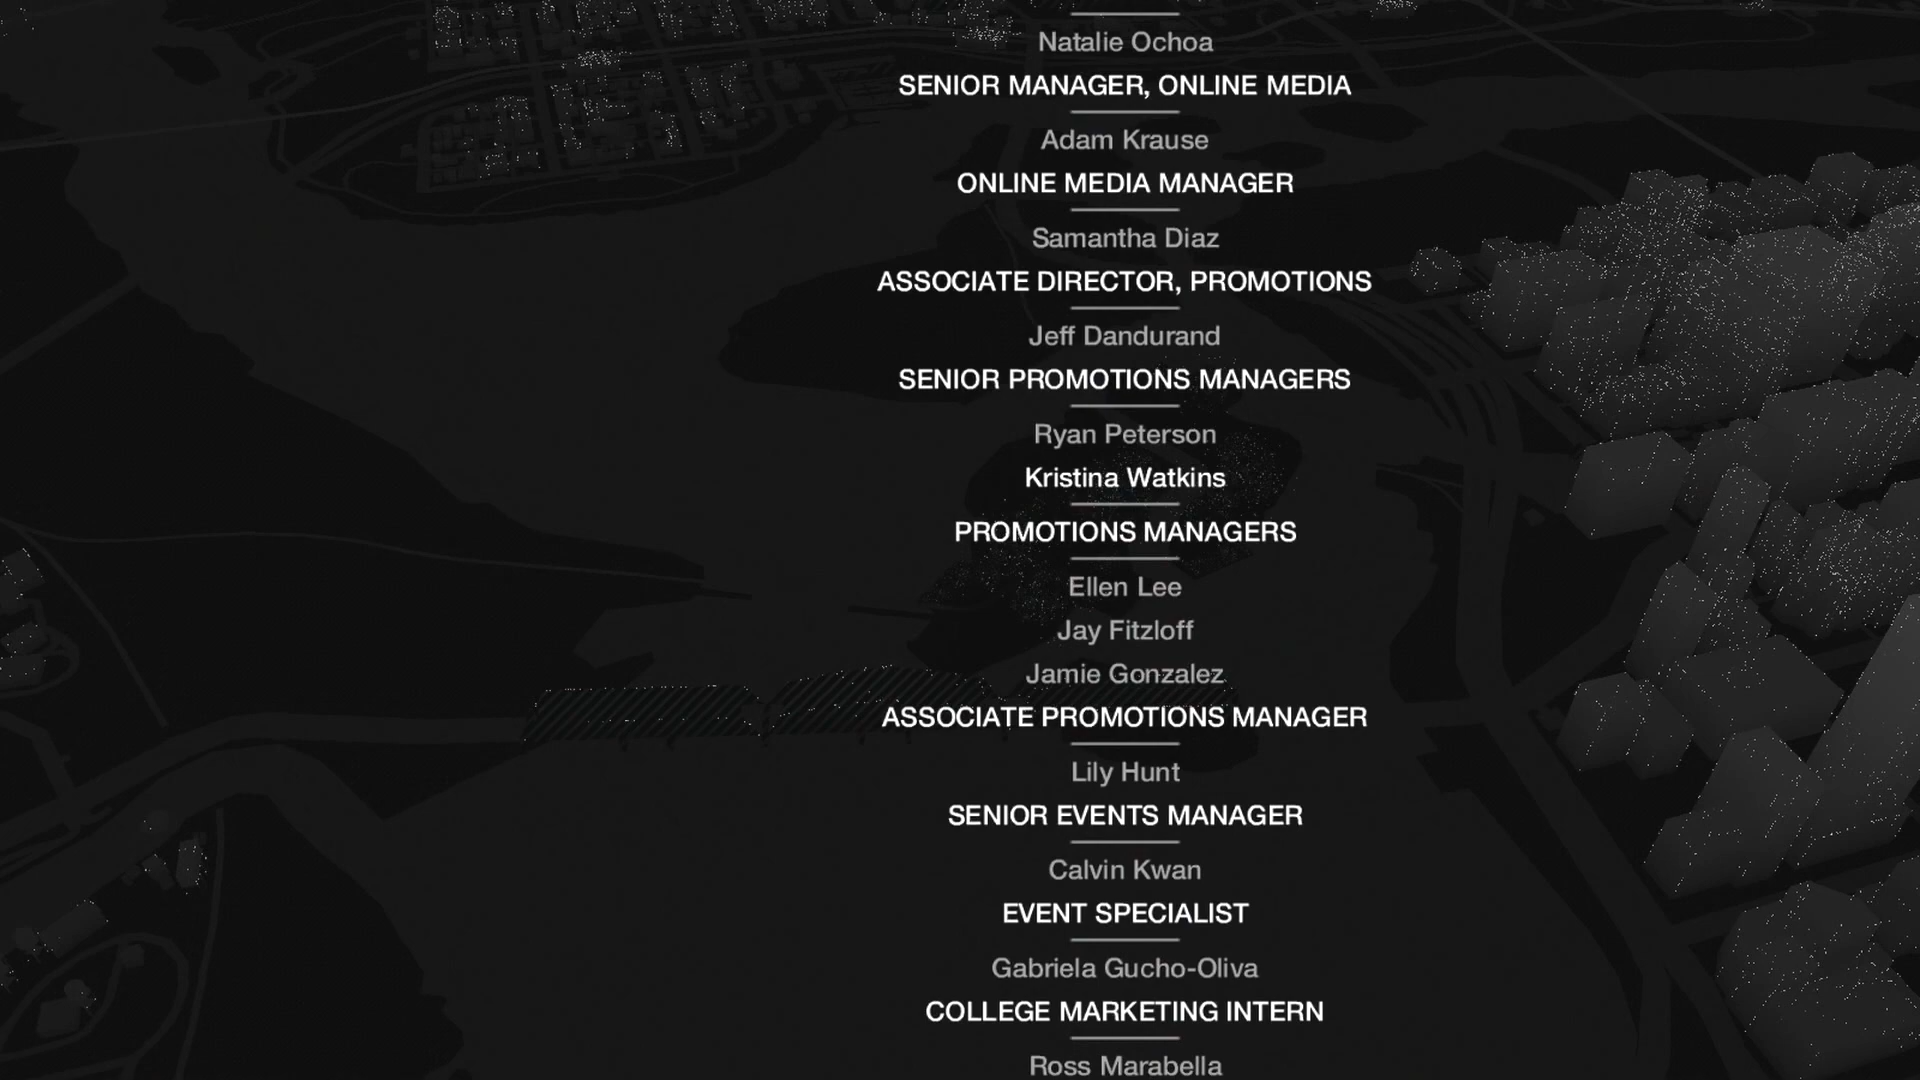 Natalie Ochoa
SENIOR MANAGER, ONLINE MEDIA
Adam Krause
ONLINE MEDIA MANAGER
Samantha Diaz
ASSOCIATE DIRECTOR, PROMOTIONS
Jeff Dandurand
SENIOR PROMOTIONS MANAGERS
Ryan Peterson
Kristina Watkins
PROMOTIONS MANAGERS
Ellen Lee
Jay Fitzloff
Jamie Gonzalez
ASSOCIATE PROMOTIONS MANAGER
Lily Hunt
SENIOR EVENTS MANAGER
Calvin Kwan
EVENT SPECIALIST
Gabriela Gucho-Oliva
COLLEGE MARKETING INTERN
Ross Marabella